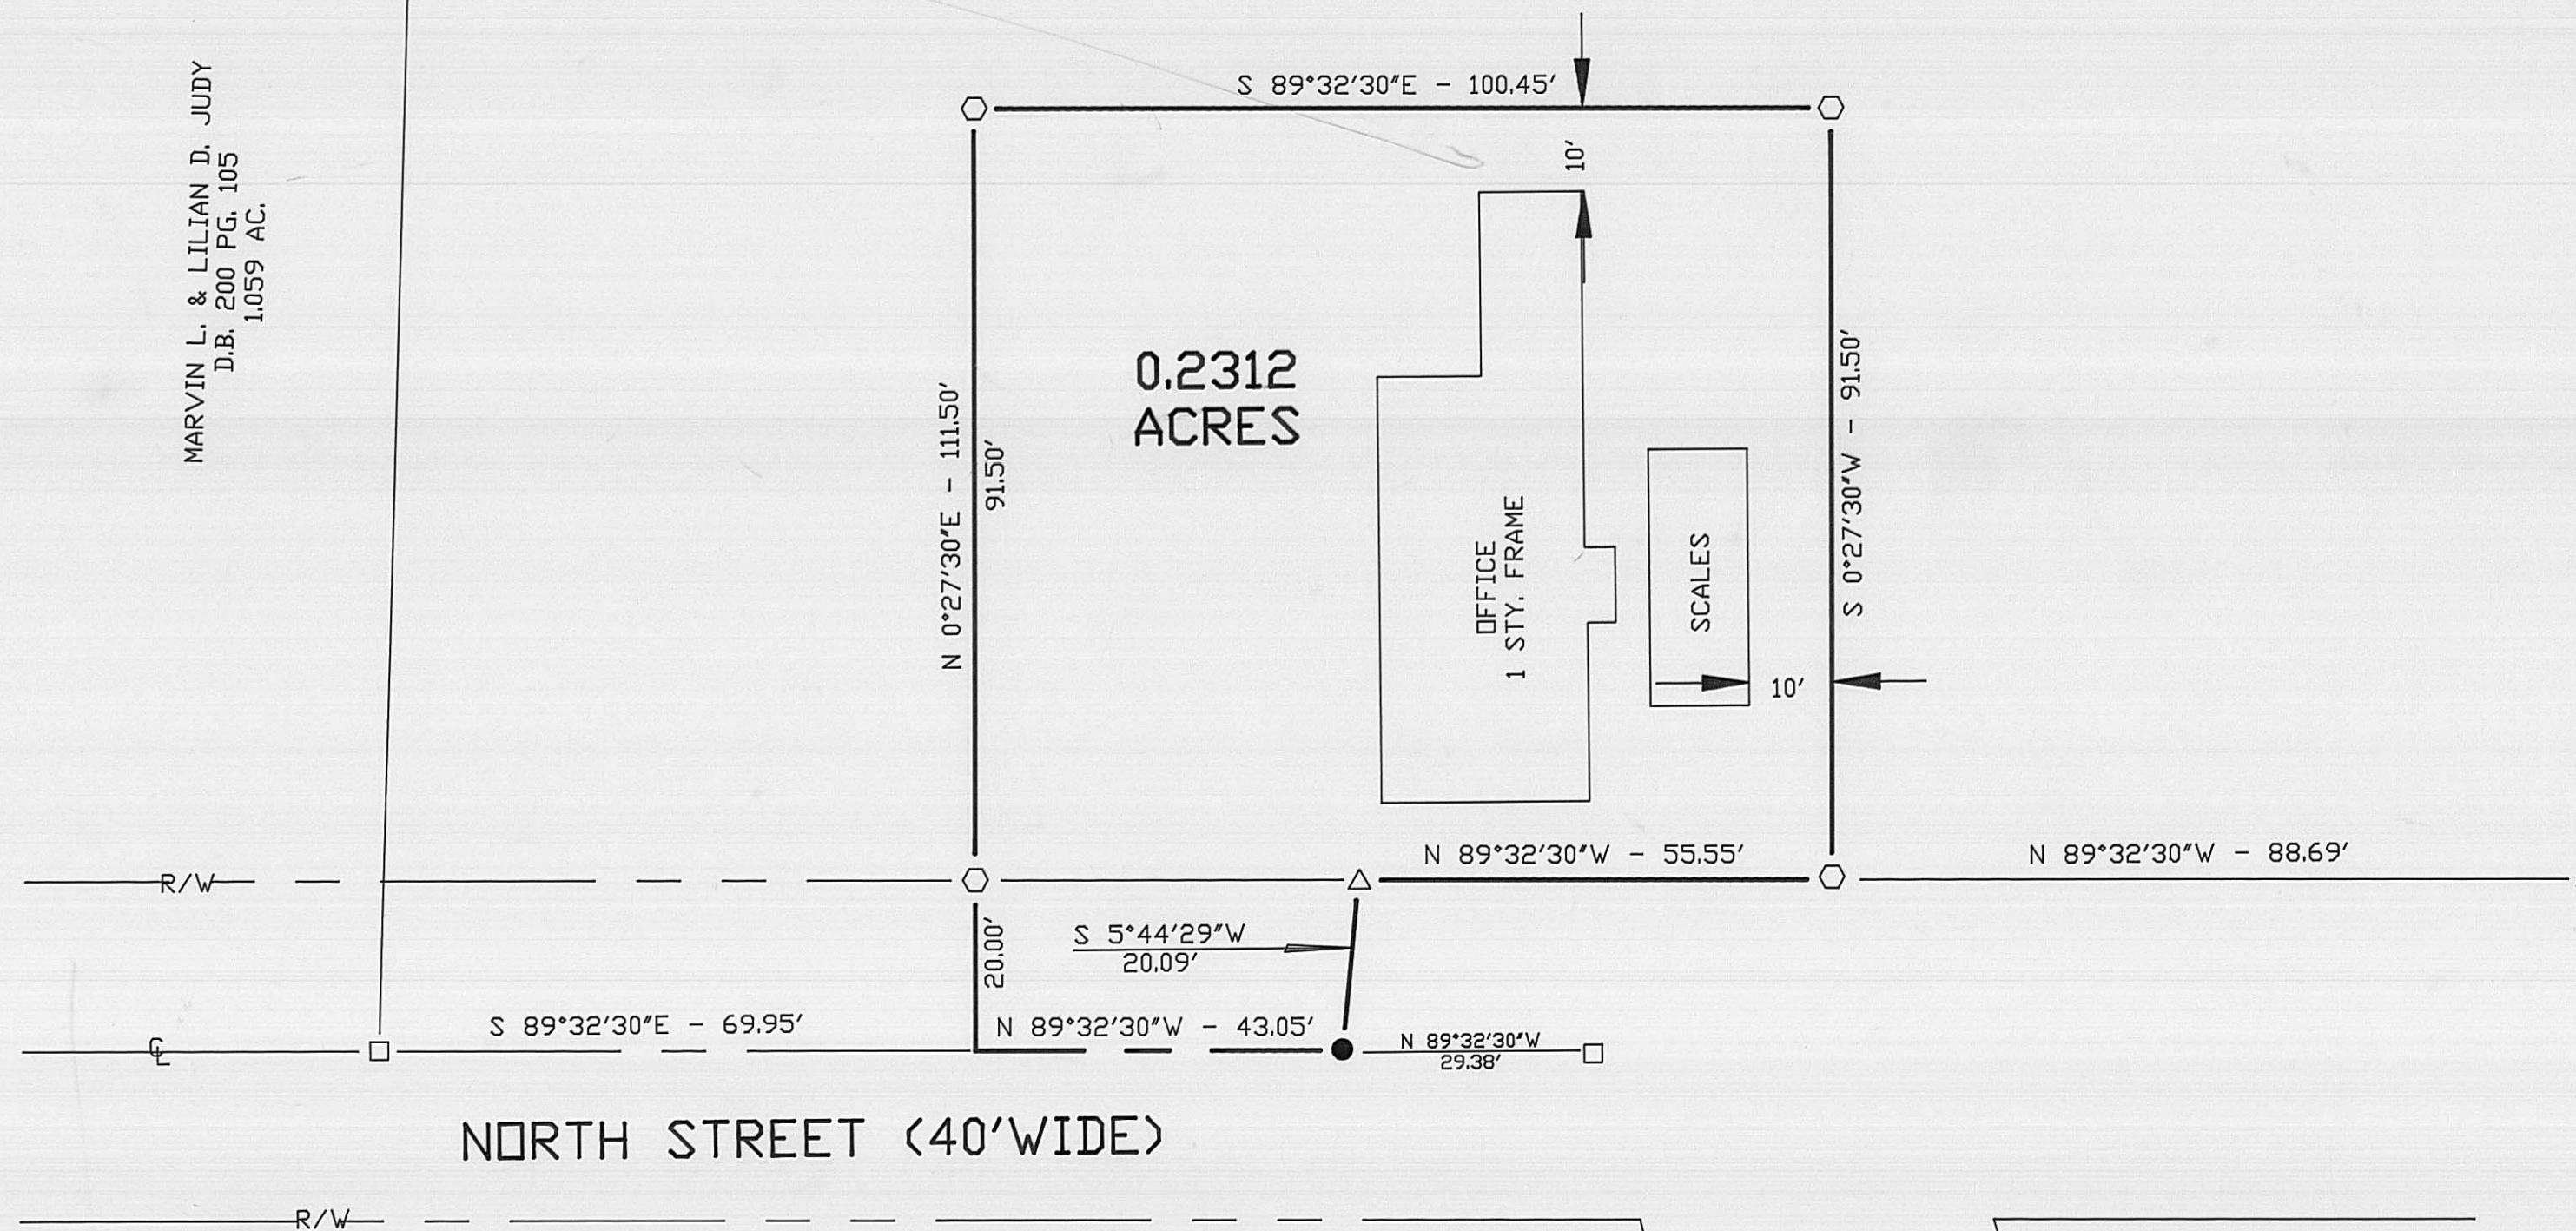 MARVIN L. & LILIAN D. JUDY
D.B. 200 PG. 105
1.059 AC.
S 89°32'30"E - 100.45'
10'
N 0°27'30"E - 111.50'
91.50'
0.2312
ACRES
OFFICE
1 STY. FRAME
SCALES
10'
S 0°27'30"W - 91.50'
N 89°32'30"W - 55.55'
N 89°32'30"W - 88.69'
R/W
20.00'
S 5°44'29"W
20.09'
S 89°32'30"E - 69.95'
N 89°32'30"W - 43.05'
N 89°32'30"W
29.38'
℄
NORTH STREET (40'WIDE)
R/W